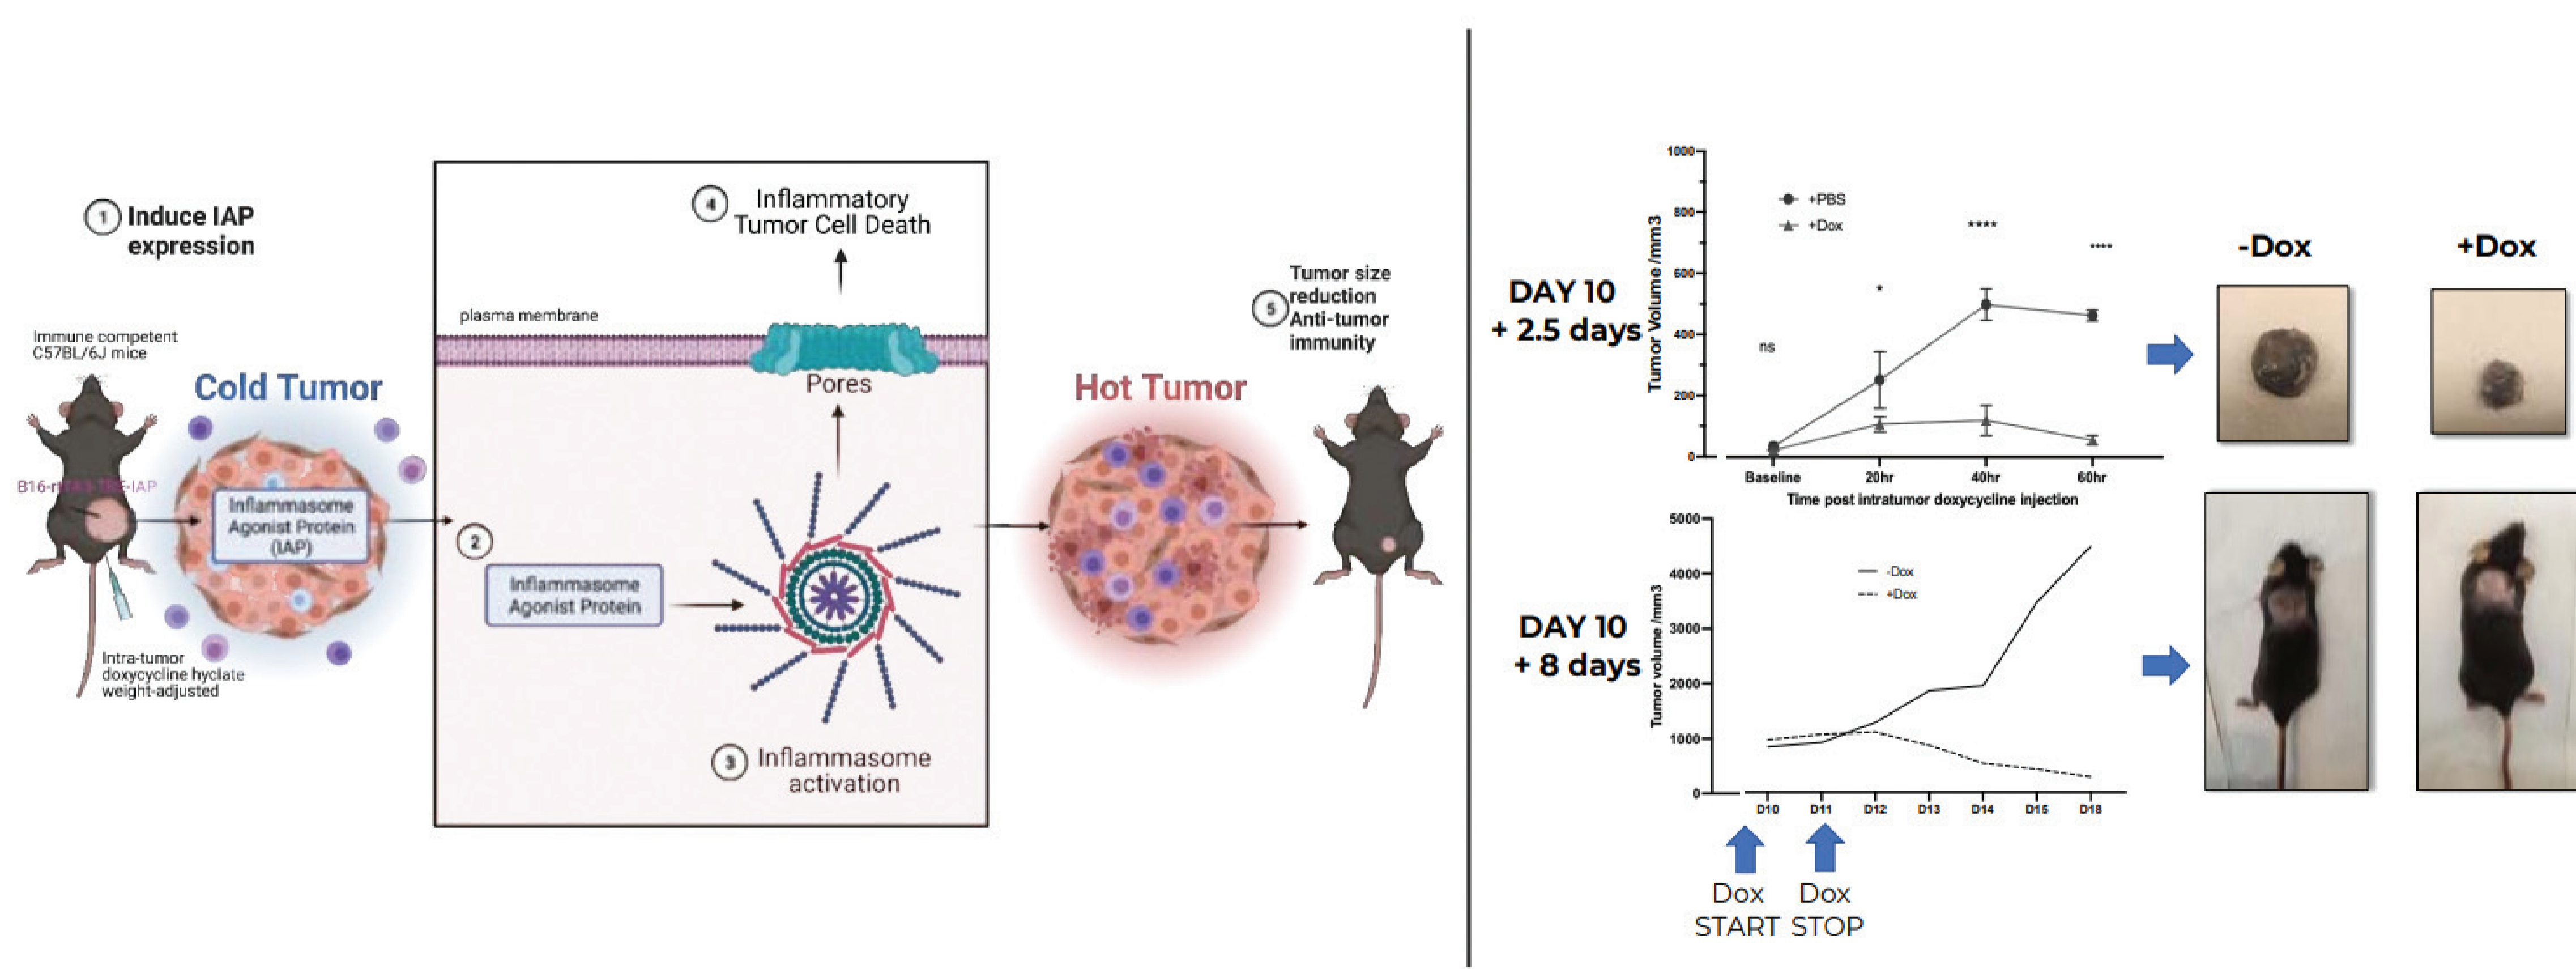 1 Induce IAP
expression
Immune competent
C57BL/6J mice
Cold Tumor
Inflammasome
Agonist Protein
(IAP)
Intra-tumor
doxycycline hyclate
weight-adjusted
2
Inflammasome
Agonist Protein
3 Inflammasome
activation
Pores
plasma membrane
4 Inflammatory
Tumor Cell Death
Hot Tumor
5 Tumor size
reduction
Anti-tumor
immunity
DAY 10
+ 2.5 days
Tumor Volume /mm3
1000
800
600
400
200
0
+PBS
+Dox
ns
*
****
****
Baseline 20hr 40hr 60hr
Time post intratumor doxycycline injection
-Dox +Dox
DAY 10
+ 8 days
Tumor volume /mm3
5000
4000
3000
2000
1000
0
-Dox
+Dox
D10 D11 D12 D13 D14 D15 D18
Dox
START
Dox
STOP